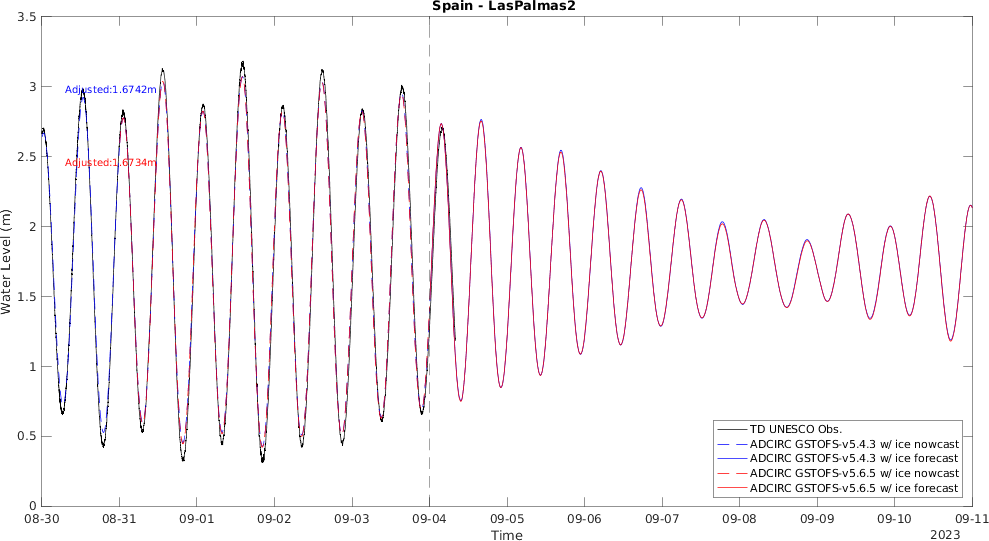 Spain - LasPalmas2
3.5
3
2.5
2
1.5
1
0.5
0
Water Level (m)
Adjusted:1.6742m
Adjusted:1.6734m
TD UNESCO Obs.
ADCIRC GSTOFS-v5.4.3 w/ ice nowcast
ADCIRC GSTOFS-v5.4.3 w/ ice forecast
ADCIRC GSTOFS-v5.6.5 w/ ice nowcast
ADCIRC GSTOFS-v5.6.5 w/ ice forecast
08-30 08-31 09-01 09-02 09-03 09-04 09-05 09-06 09-07 09-08 09-09 09-10 09-11
Time
2023